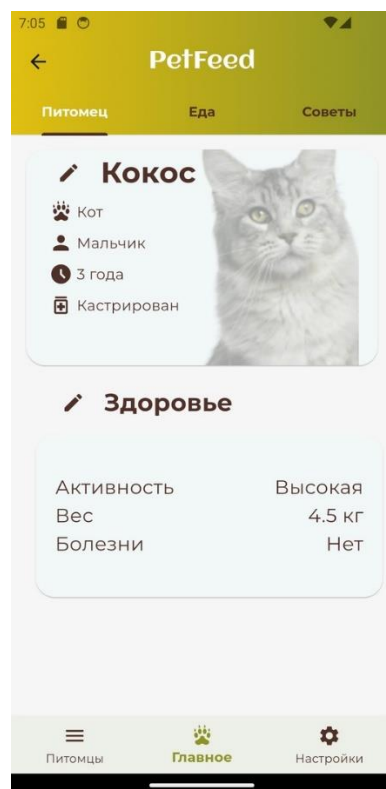 7:05
PetFeed
Питомец Еда Советы
Кокос
Кот
Мальчик
3 года
Кастрирован
Здоровье
Активность Высокая
Вес 4.5 кг
Болезни Нет
Питомцы Главное Настройки